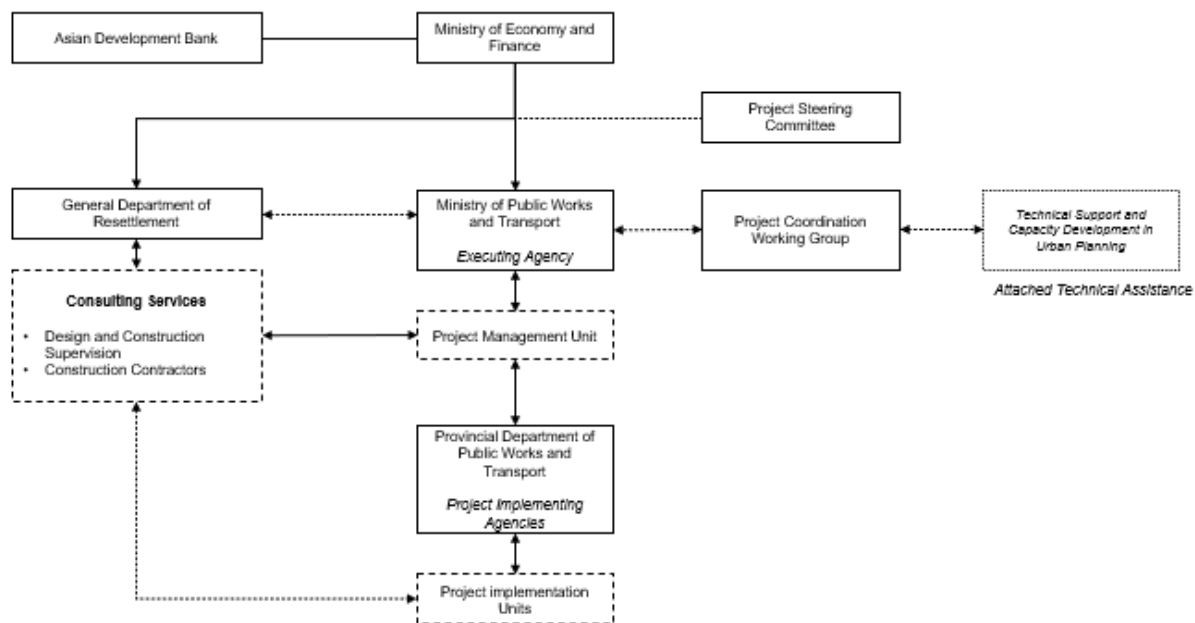 Asian Development Bank
Ministry of Economy and
Finance
Project Steering
Committee
General Department of
Resettlement
Ministry of Public Works
and Transport
Executing Agency
Project Coordination
Working Group
Technical Support and
Capacity Development in
Urban Planning
Attached Technical Assistance
Consulting Services
• Design and Construction
Supervision
• Construction Contractors
Project Management Unit
Provincial Department of
Public Works and
Transport
Project Implementing
Agencies
Project implementation
Units